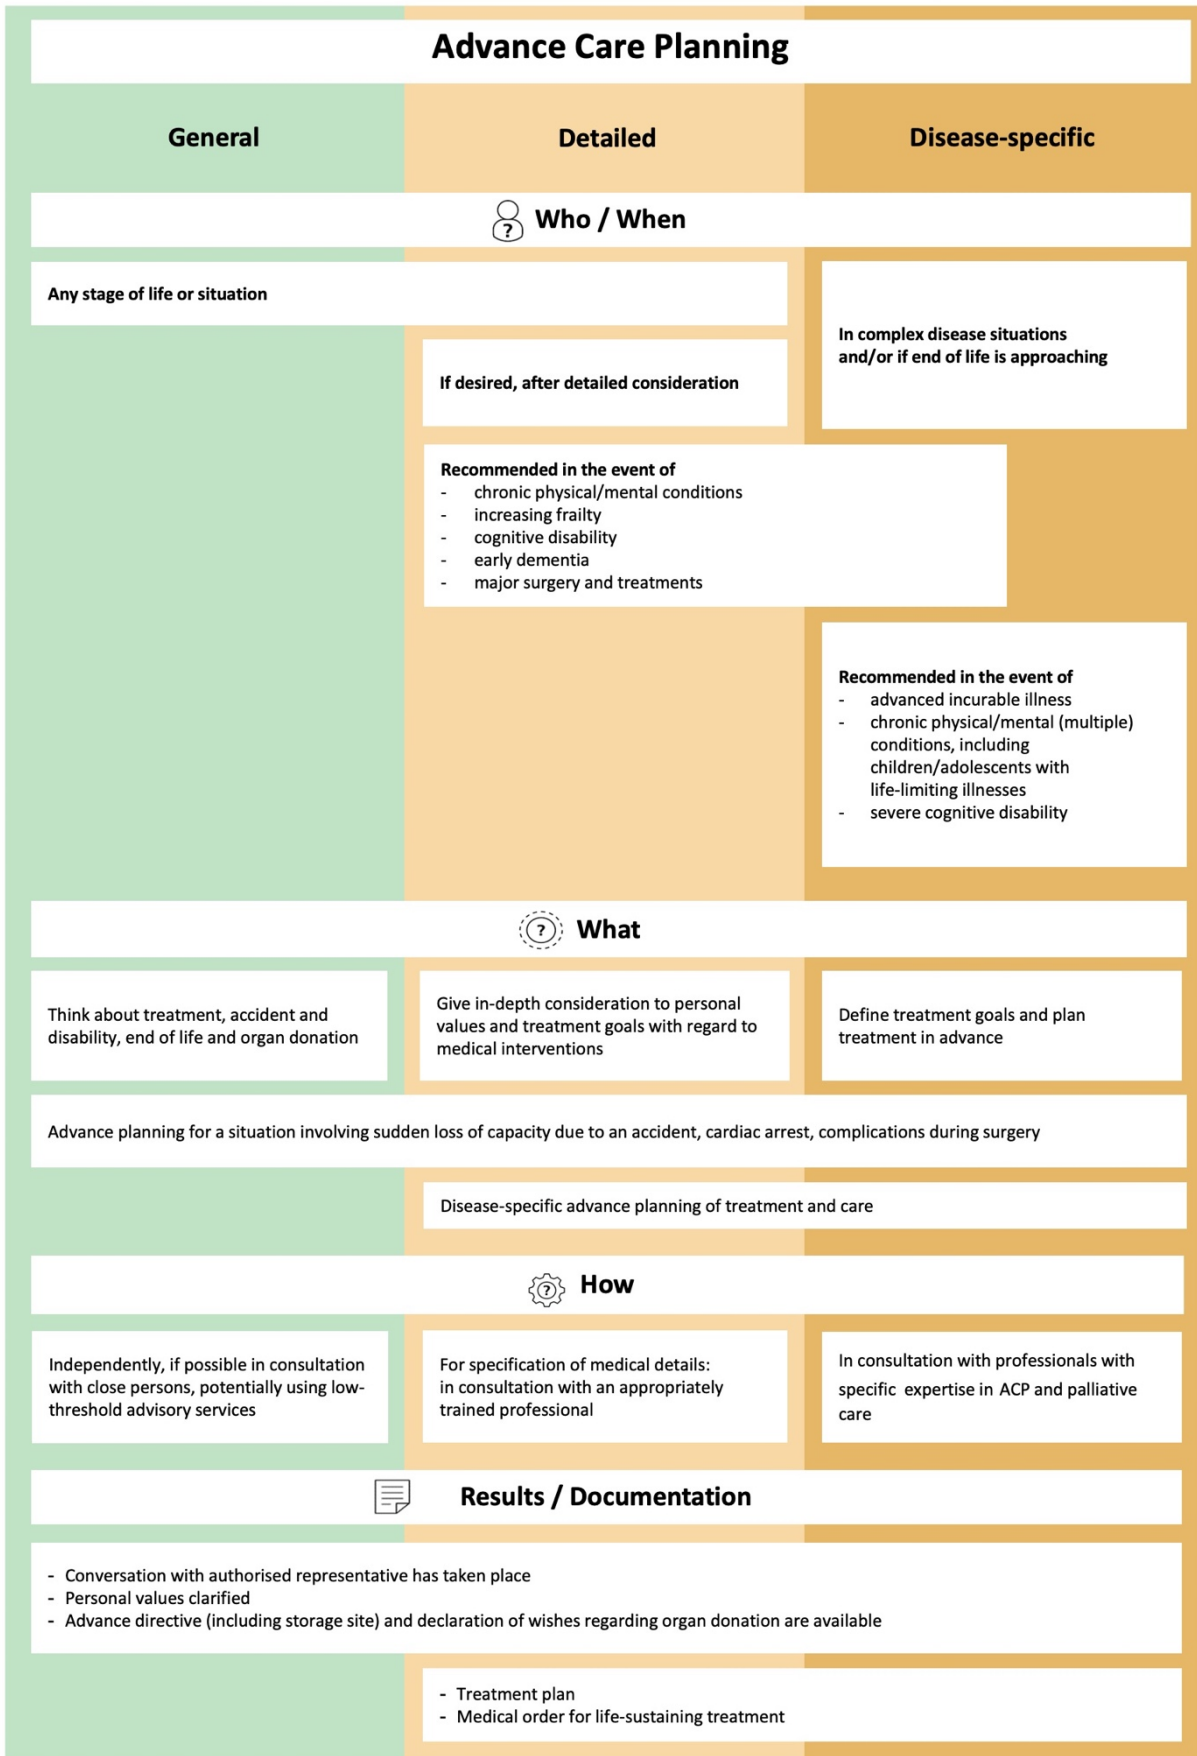 Advance Care Planning
General
Detailed
Disease-specific
? Who / When
Any stage of life or situation
In complex disease situations
and/or if end of life is approaching
If desired, after detailed consideration
Recommended in the event of
- chronic physical/mental conditions
- increasing frailty
- cognitive disability
- early dementia
- major surgery and treatments
Recommended in the event of
- advanced incurable illness
- chronic physical/mental (multiple)
conditions, including
children/adolescents with
life-limiting illnesses
- severe cognitive disability
? What
Think about treatment, accident and
disability, end of life and organ donation
Give in-depth consideration to personal
values and treatment goals with regard to
medical interventions
Define treatment goals and plan
treatment in advance
Advance planning for a situation involving sudden loss of capacity due to an accident, cardiac arrest, complications during surgery
Disease-specific advance planning of treatment and care
? How
Independently, if possible in consultation
with close persons, potentially using low-
threshold advisory services
For specification of medical details:
in consultation with an appropriately
trained professional
In consultation with professionals with
specific expertise in ACP and palliative
care
Results / Documentation
- Conversation with authorised representative has taken place
- Personal values clarified
- Advance directive (including storage site) and declaration of wishes regarding organ donation are available
- Treatment plan
- Medical order for life-sustaining treatment